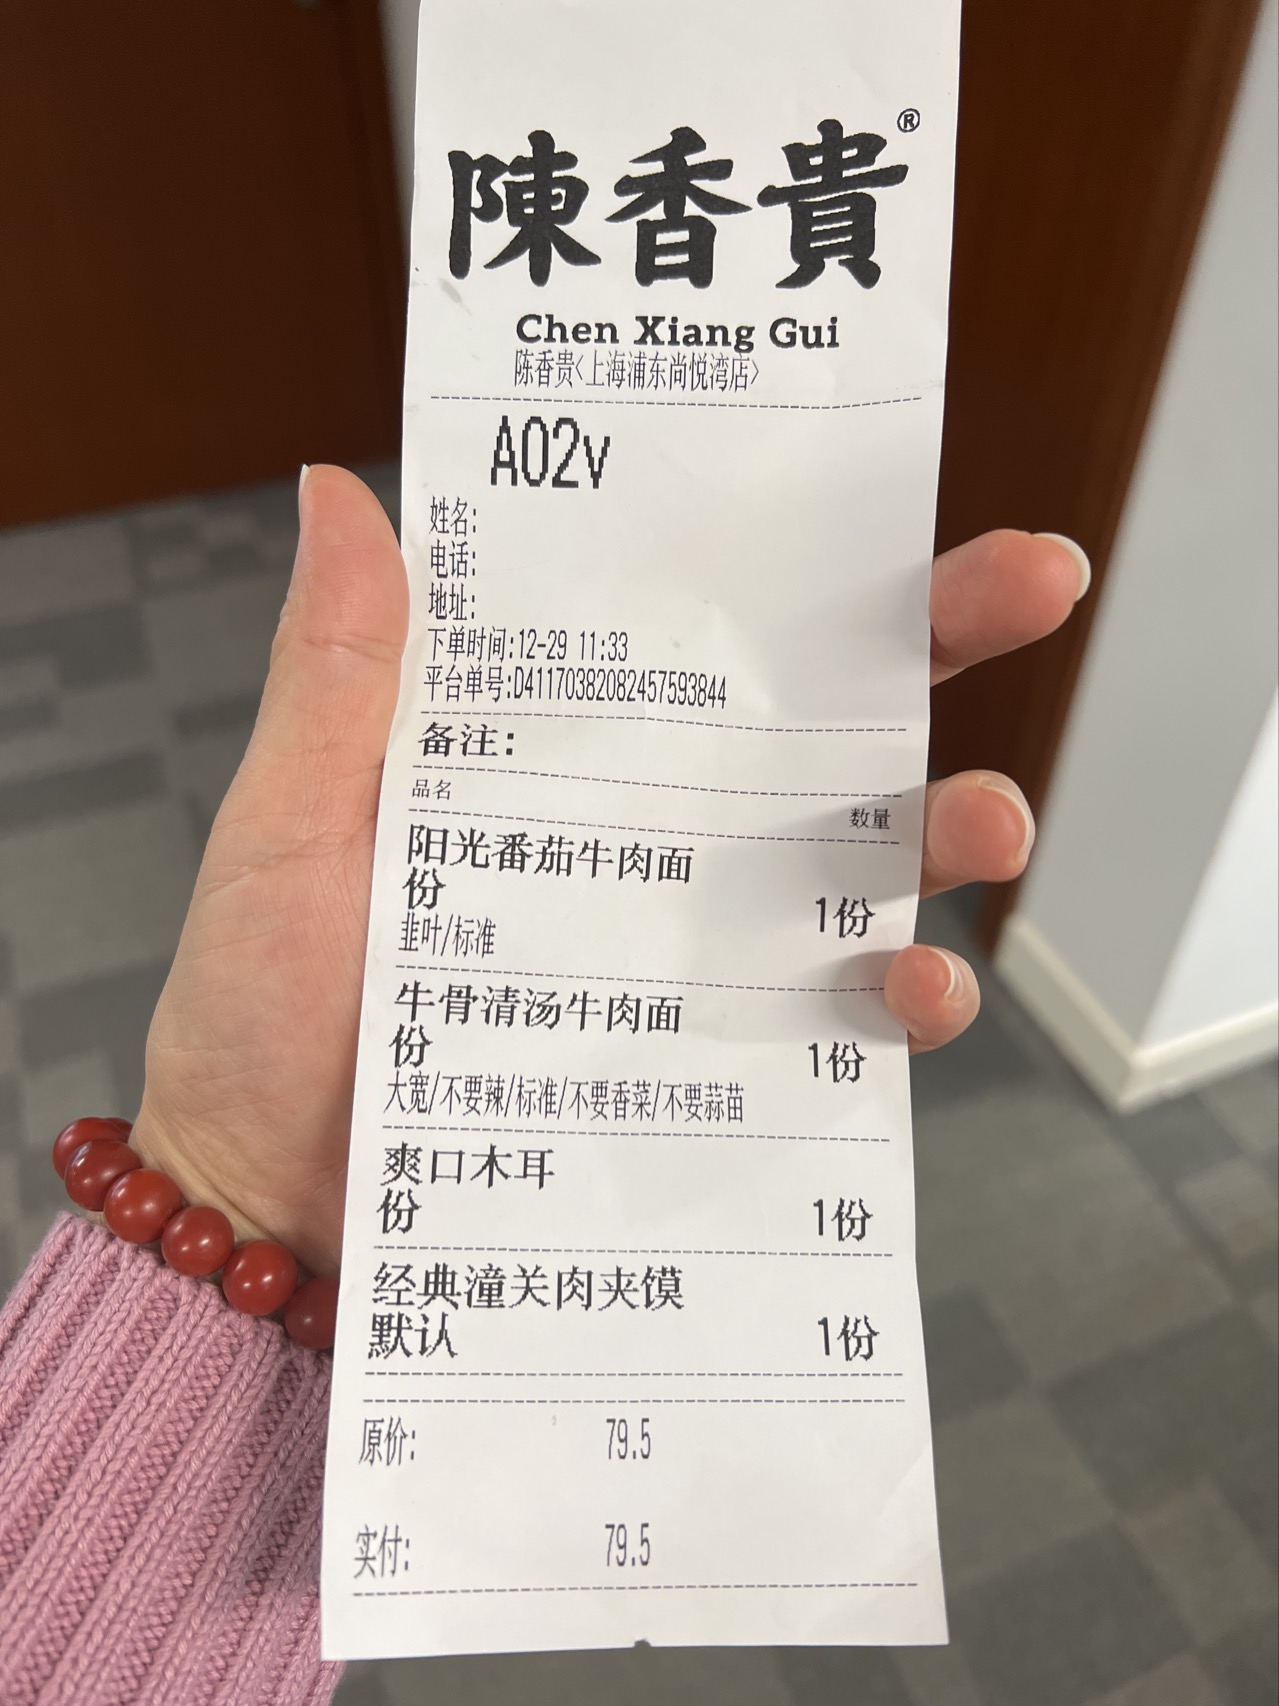 陳香貴®
Chen Xiang Gui
陈香贵<上海浦东尚悦湾店>
A02v
姓名:
电话:
地址:
下单时间:12-29 11:33
平台单号:D411703820824575​93844
备注:
品名 数量
阳光番茄牛肉面
份 1份
韭叶/标准
牛骨清汤牛肉面
份 1份
大宽/不要辣/标准/不要香菜/不要蒜苗
爽口木耳
份 1份
经典潼关肉夹馍
默认 1份
原价: 79.5
实付: 79.5